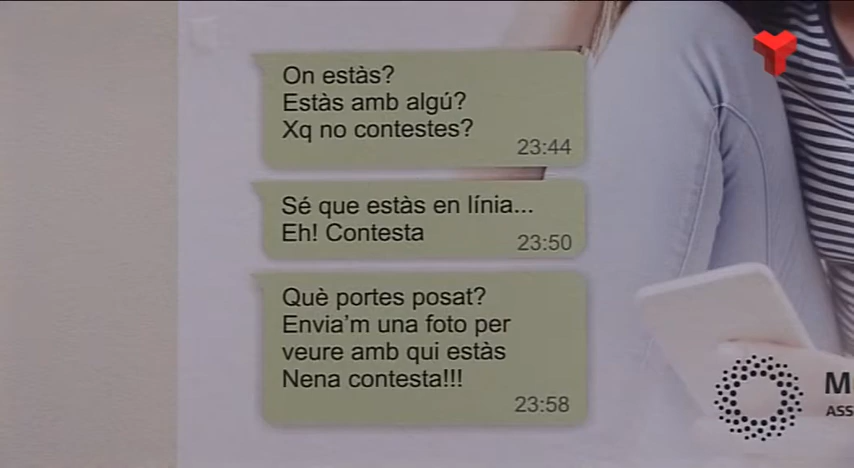 On estàs?
Estàs amb algú?
Xq no contestes?
23:44
Sé que estàs en línia...
Eh! Contesta
23:50
Què portes posat?
Envia'm una foto per
veure amb qui estàs
Nena contesta!!!
23:58